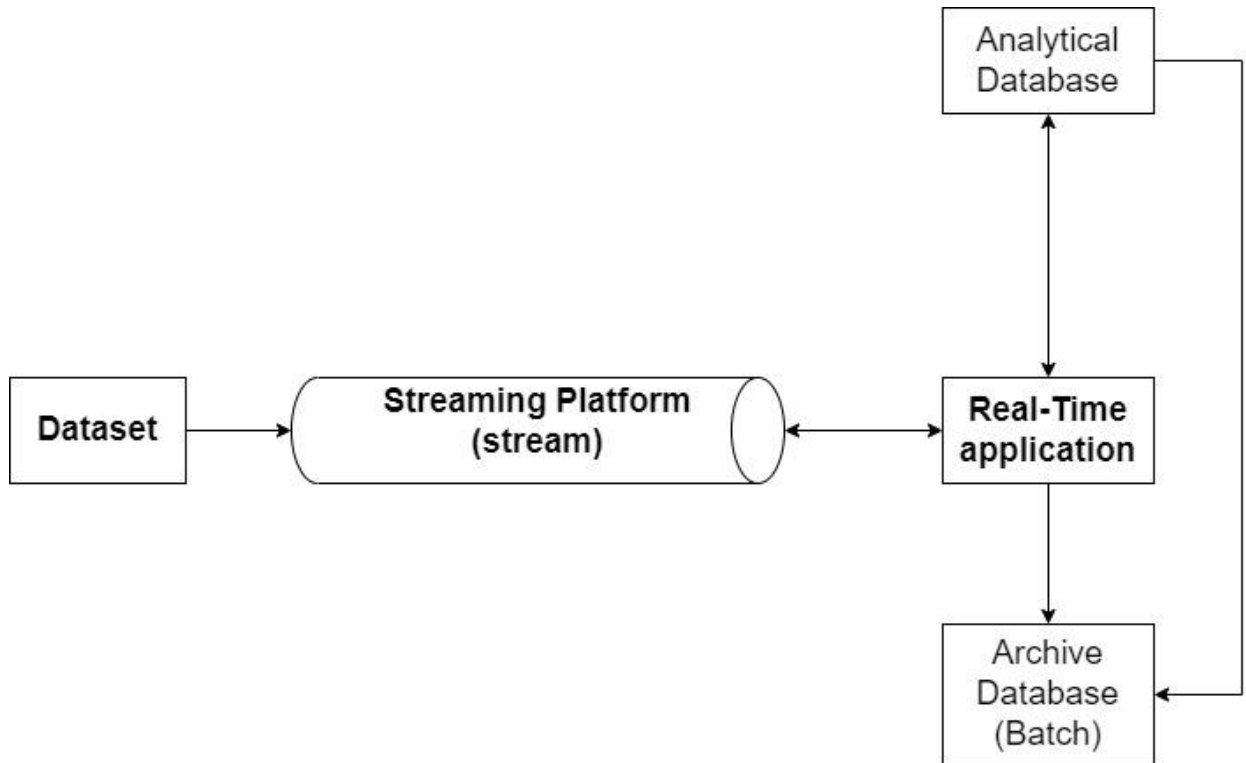 Analytical
Database
Dataset
Streaming Platform
(stream)
Real-Time
application
Archive
Database
(Batch)